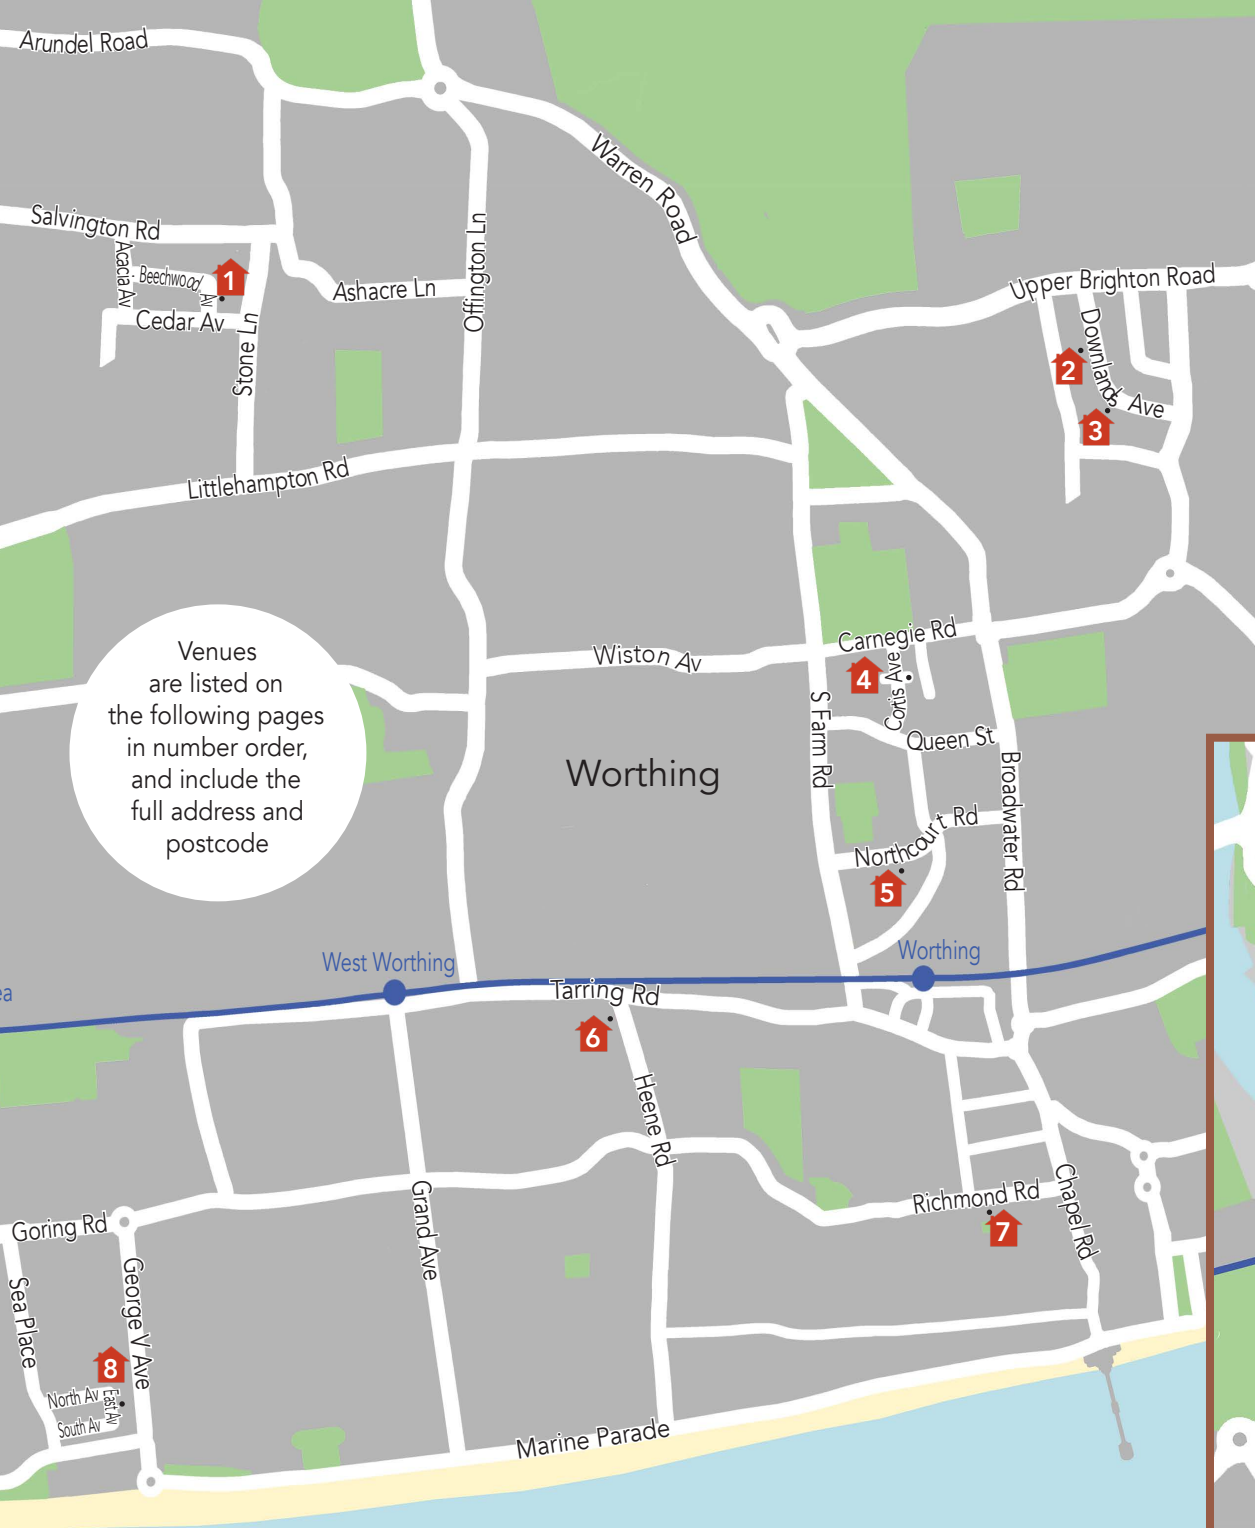 Arundel Road
Warren Road
Salvington Rd
Acacia Av
Beechwood Av
1
Cedar Av
Stone Ln
Ashacre Ln
Offington Ln
Upper Brighton Road
Downlands Ave
2
3
Littlehampton Rd
Venues
are listed on
the following pages
in number order,
and include the
full address and
postcode
Wiston Av
Carnegie Rd
4
Cortis Ave
S Farm Rd
Queen St
Worthing
Broadwater Rd
Northcourt Rd
5
West Worthing
Worthing
ea
Tarring Rd
6
Heene Rd
Grand Ave
Richmond Rd
7
Chapel Rd
Goring Rd
Sea Place
George V Ave
8
North Av
East Av
South Av
Marine Parade